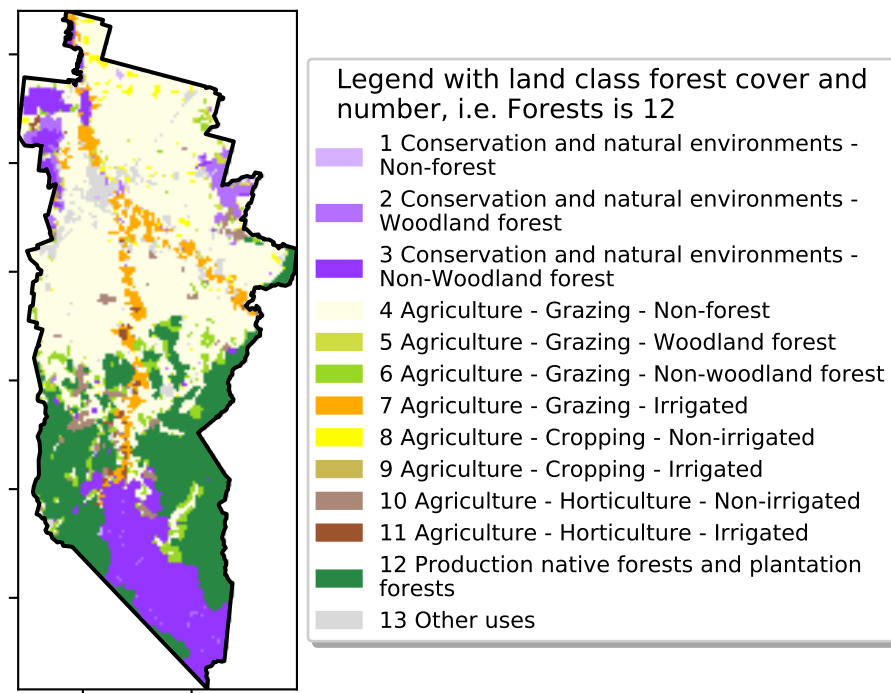 Legend with land class forest cover and
number, i.e. Forests is 12
1 Conservation and natural environments -
Non-forest
2 Conservation and natural environments -
Woodland forest
3 Conservation and natural environments -
Non-Woodland forest
4 Agriculture - Grazing - Non-forest
5 Agriculture - Grazing - Woodland forest
6 Agriculture - Grazing - Non-woodland forest
7 Agriculture - Grazing - Irrigated
8 Agriculture - Cropping - Non-irrigated
9 Agriculture - Cropping - Irrigated
10 Agriculture - Horticulture - Non-irrigated
11 Agriculture - Horticulture - Irrigated
12 Production native forests and plantation
forests
13 Other uses